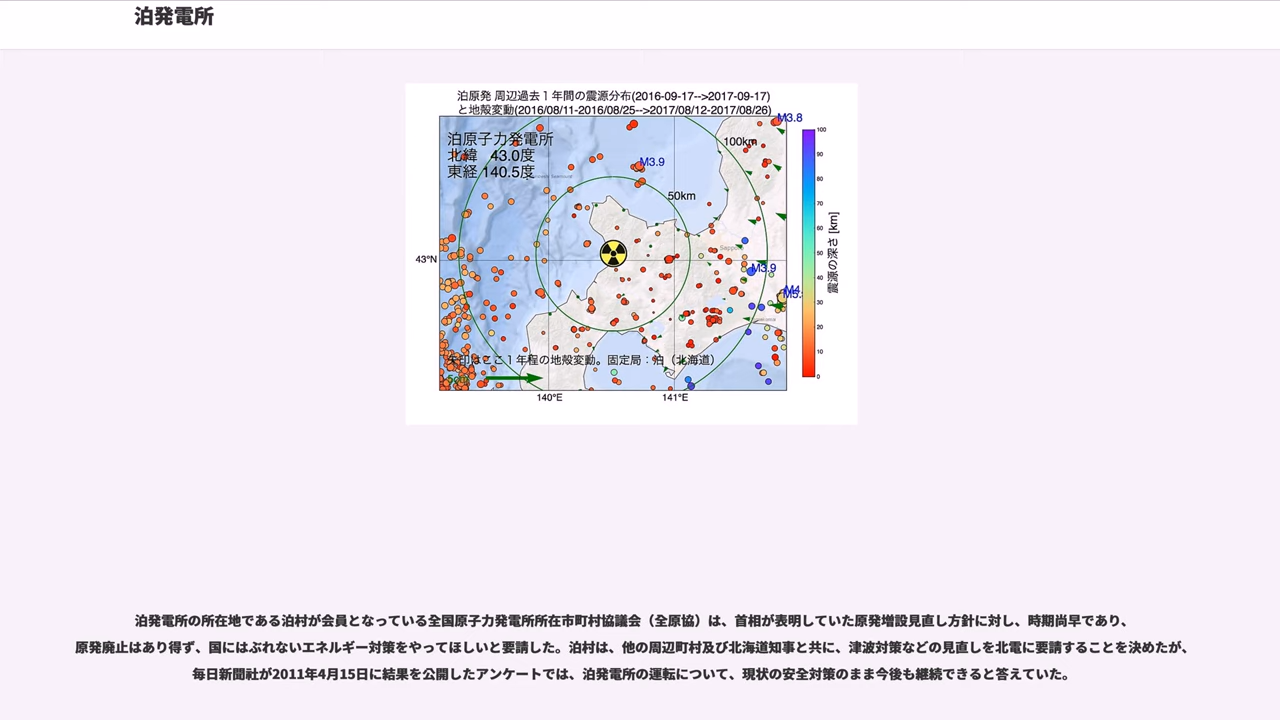 泊発電所
泊原発 周辺過去１年間の震源分布(2016-09-17-->2017-09-17)
と地殻変動(2016/08/11-2016/08/25-->2017/08/12-2017/08/26)
泊原子力発電所
北緯 43.0度
東経 140.5度
M3.8
100km
M3.9
50km
Sapporo
43°N
M3.9
矢印はここ１年程の地殻変動。固定局：泊（北海道）
140°E
141°E
100
90
80
70
60
50
40
30
20
10
0
震源の深さ [km]
泊発電所の所在地である泊村が会員となっている全国原子力発電所所在市町村協議会（全原協）は、首相が表明していた原発増設見直し方針に対し、時期尚早であり、
原発廃止はあり得ず、国にはぶれないエネルギー対策をやってほしいと要請した。泊村は、他の周辺町村及び北海道知事と共に、津波対策などの見直しを北電に要請することを決めたが、
毎日新聞社が2011年4月15日に結果を公開したアンケートでは、泊発電所の運転について、現状の安全対策のまま今後も継続できると答えていた。